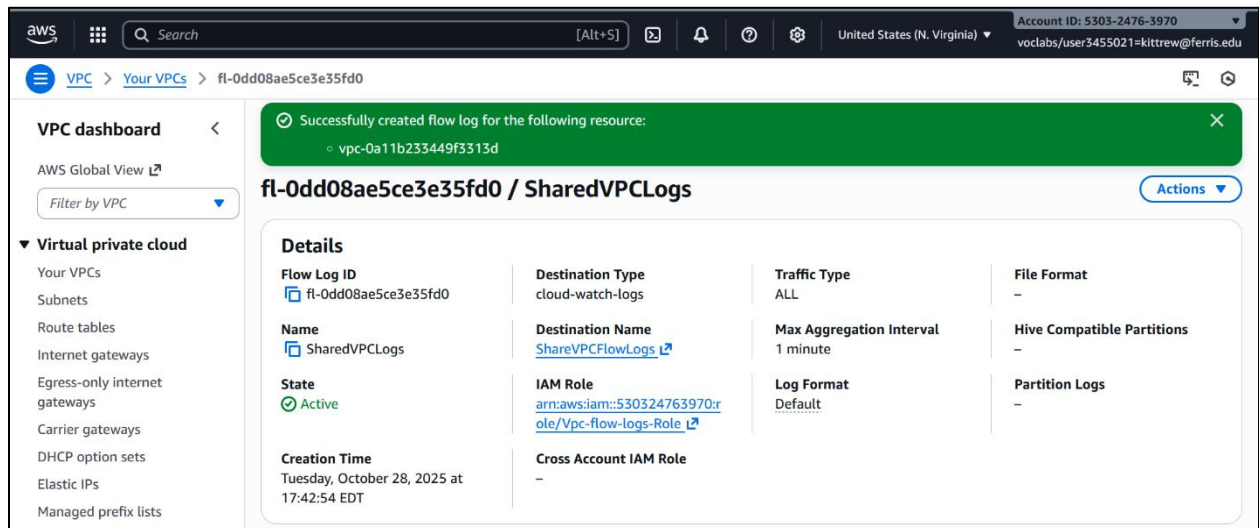 aws
Search
[Alt+S]
United States (N. Virginia)
Account ID: 5303-2476-3970
voclabs/user3455021=kittrew@ferris.edu
VPC > Your VPCs > fl-0dd08ae5ce3e35fd0
VPC dashboard
AWS Global View
Filter by VPC
Virtual private cloud
Your VPCs
Subnets
Route tables
Internet gateways
Egress-only internet
gateways
Carrier gateways
DHCP option sets
Elastic IPs
Managed prefix lists
Successfully created flow log for the following resource:
vpc-0a11b233449f3313d
fl-0dd08ae5ce3e35fd0 / SharedVPCLogs
Actions
Details
Flow Log ID
fl-0dd08ae5ce3e35fd0
Name
SharedVPCLogs
State
Active
Creation Time
Tuesday, October 28, 2025 at
17:42:54 EDT
Destination Type
cloud-watch-logs
Destination Name
ShareVPCFlowLogs
IAM Role
arn:aws:iam::530324763970:r
ole/Vpc-flow-logs-Role
Cross Account IAM Role
–
Traffic Type
ALL
Max Aggregation Interval
1 minute
Log Format
Default
File Format
–
Hive Compatible Partitions
–
Partition Logs
–